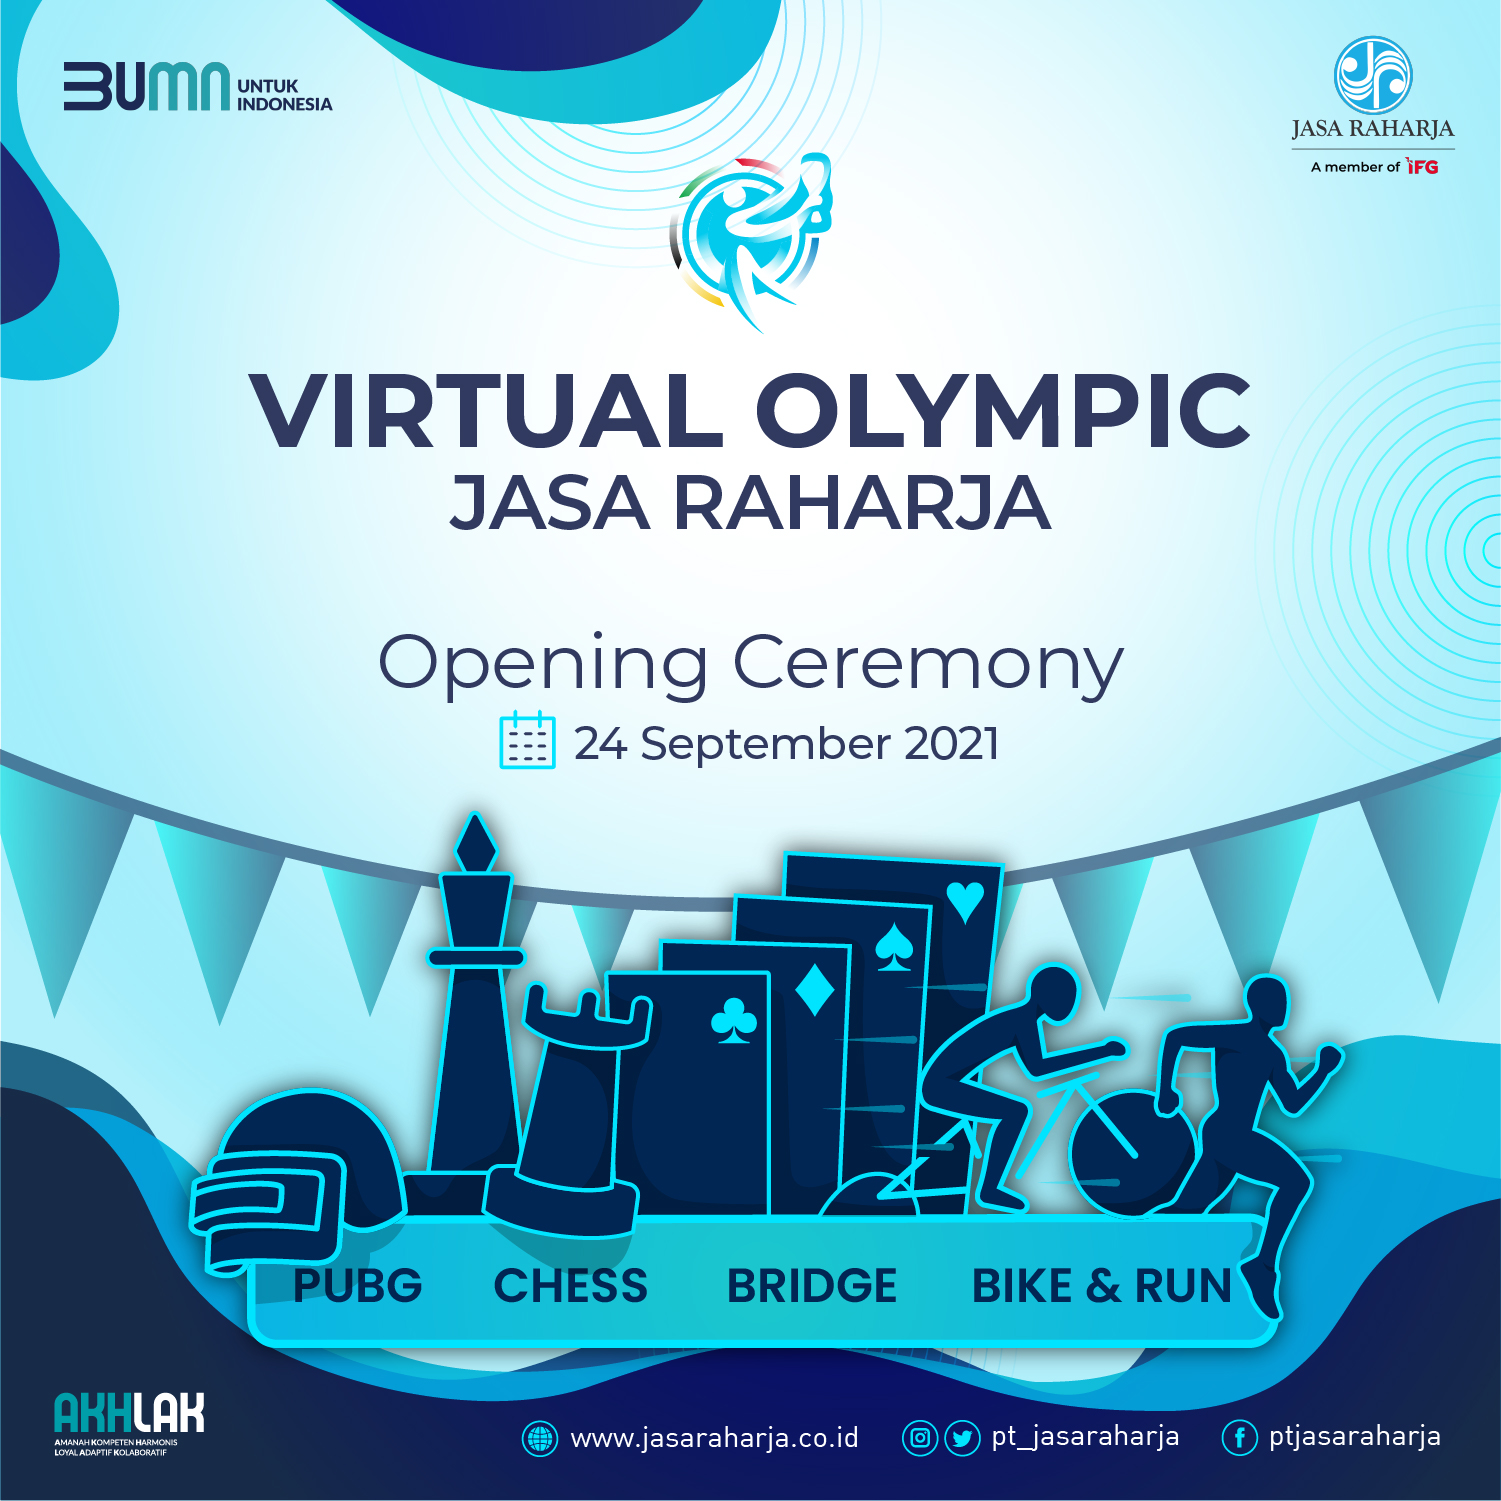 BUMN UNTUK
INDONESIA
JASA RAHARJA
A member of IFG
VIRTUAL OLYMPIC
JASA RAHARJA
Opening Ceremony
24 September 2021
PUBG CHESS BRIDGE BIKE & RUN
AKHLAK
AMANAH KOMPETEN HARMONIS
LOYAL ADAPTIF KOLABORATIF
www.jasaraharja.co.id pt_jasaraharja ptjasaraharja